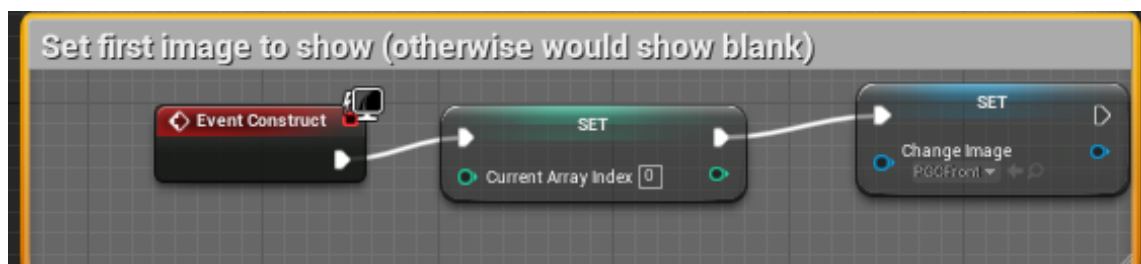 Set first image to show (otherwise would show blank)
Event Construct
SET
Current Array Index 0
SET
Change Image
PGCFront